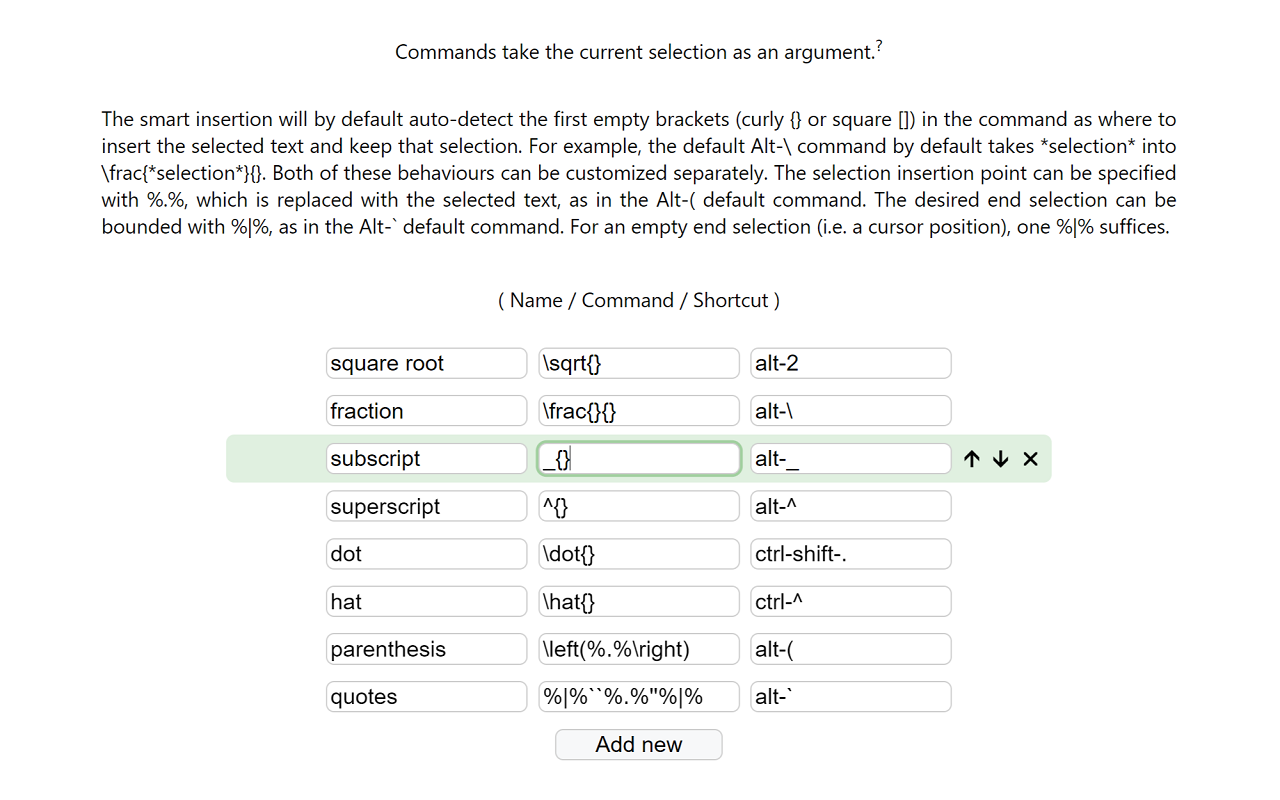 Commands take the current selection as an argument.?
The smart insertion will by default auto-detect the first empty brackets (curly {} or square []) in the command as where to
insert the selected text and keep that selection. For example, the default Alt-\ command by default takes *selection* into
\frac{*selection*}{}. Both of these behaviours can be customized separately. The selection insertion point can be specified
with %.%, which is replaced with the selected text, as in the Alt-( default command. The desired end selection can be
bounded with %|%, as in the Alt-` default command. For an empty end selection (i.e. a cursor position), one %|% suffices.
( Name / Command / Shortcut )
square root \sqrt{} alt-2
fraction \frac{}{} alt-\
subscript _{} alt-_
superscript ^{} alt-^
dot \dot{} ctrl-shift-.
hat \hat{} ctrl-^
parenthesis \left(%.%\right) alt-(
quotes %|%``%.%"%|% alt-`
Add new